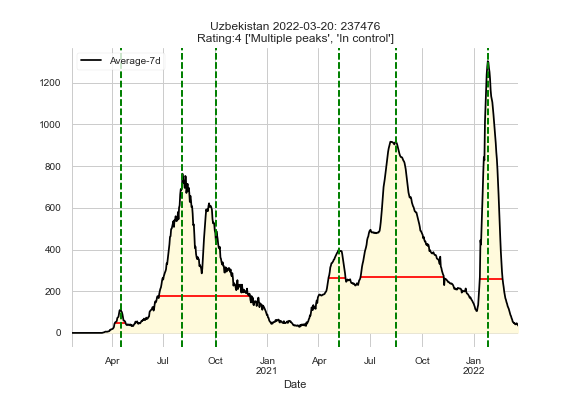 Uzbekistan 2022-03-20: 237476
Rating:4 ['Multiple peaks', 'In control']
Average-7d
1200
1000
800
600
400
200
0
Apr Jul Oct Jan Apr Jul Oct Jan
2021 2022
Date